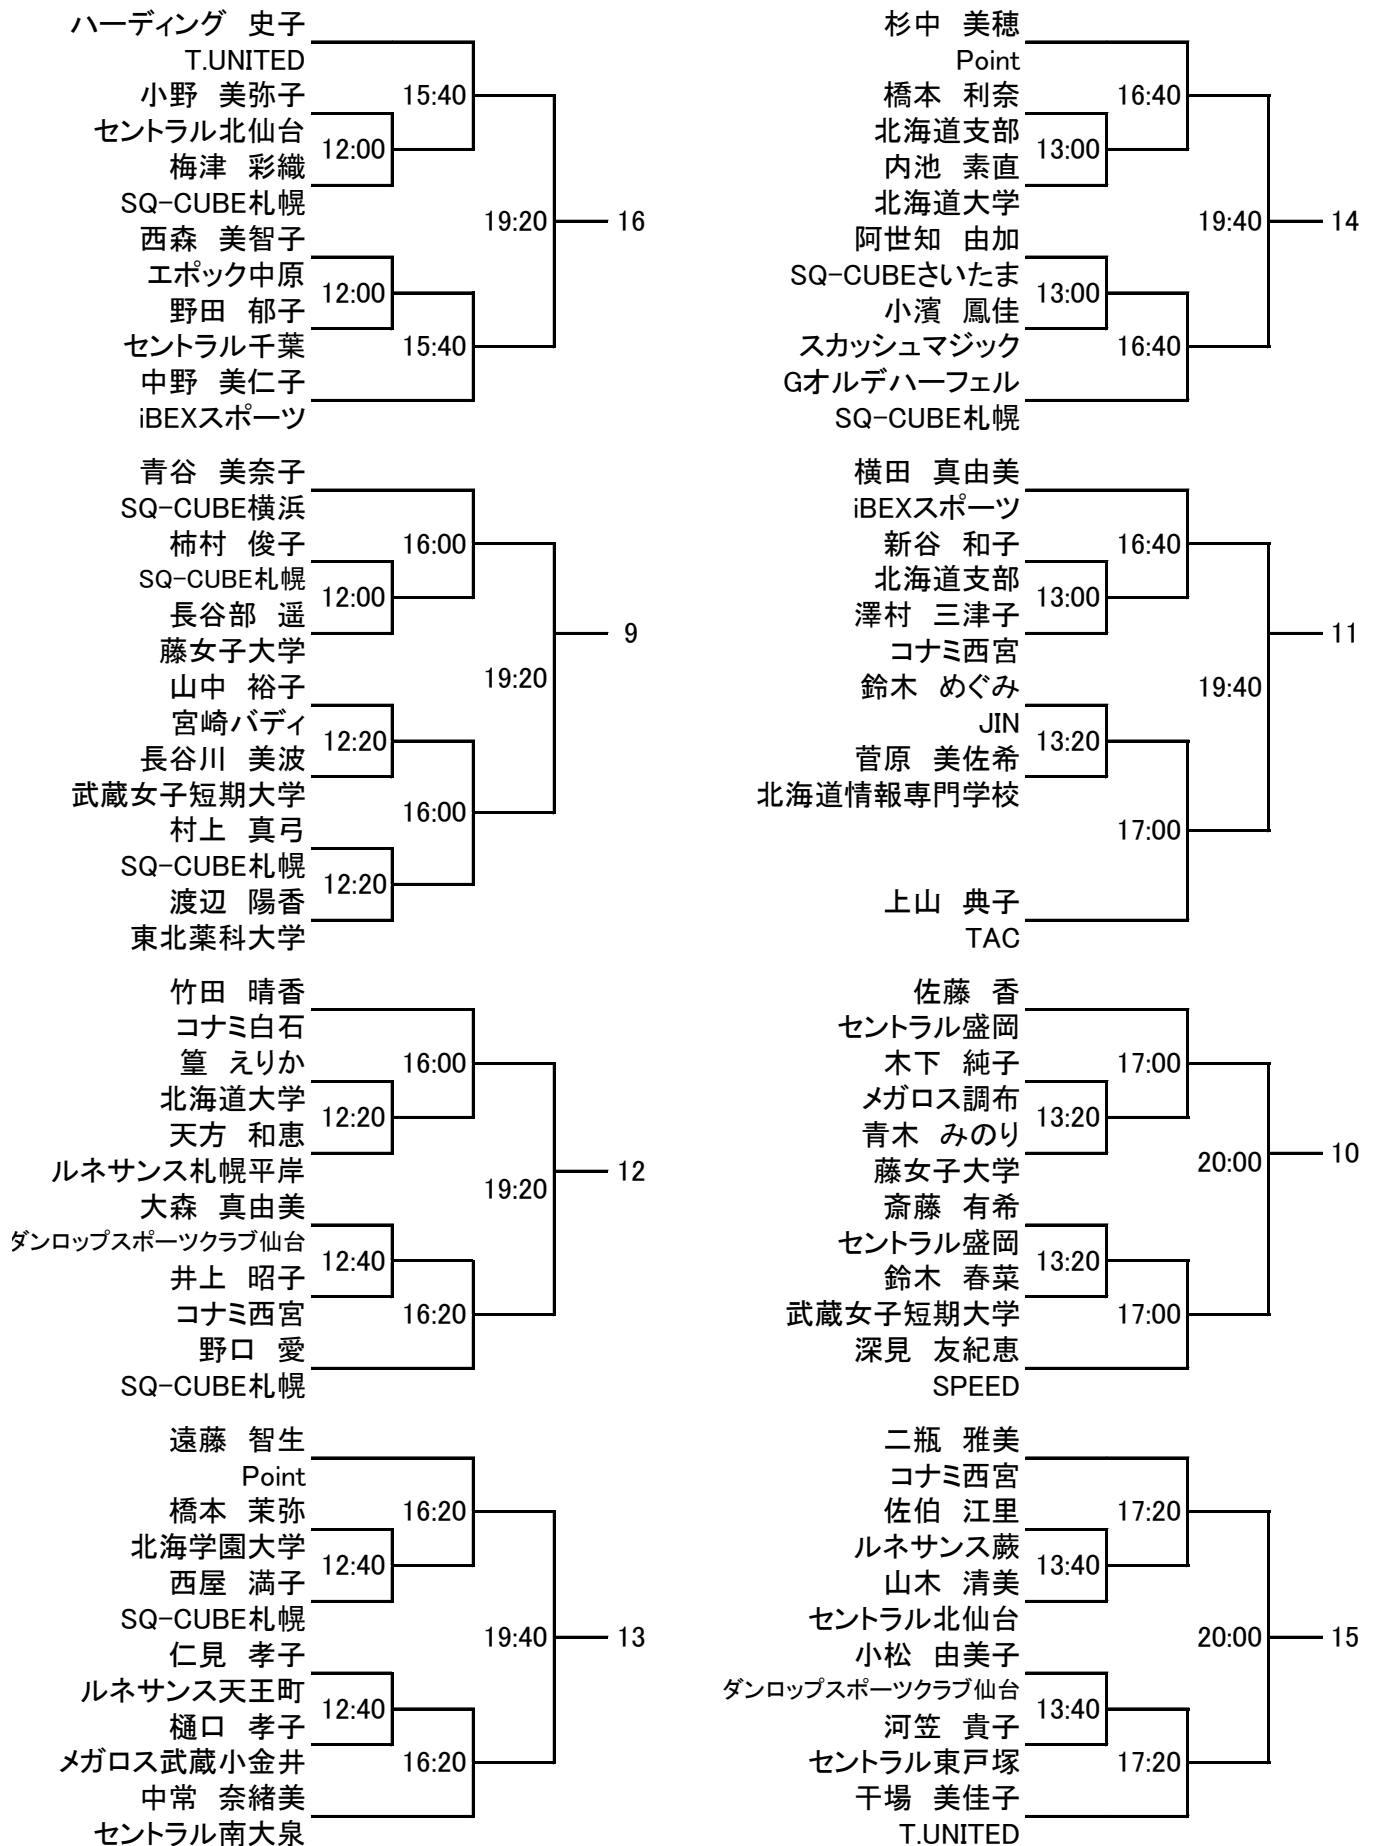 ハーディング　史子
T.UNITED
小野　美弥子
15:40
セントラル北仙台
12:00
梅津　彩織
SQ-CUBE札幌
19:20
16
西森　美智子
エポック中原
12:00
野田　郁子
セントラル千葉
15:40
中野　美仁子
iBEXスポーツ
青谷　美奈子
SQ-CUBE横浜
柿村　俊子
16:00
SQ-CUBE札幌
12:00
長谷部　遥
9
藤女子大学
山中　裕子
19:20
宮崎バディ
12:20
長谷川　美波
武蔵女子短期大学
16:00
村上　真弓
SQ-CUBE札幌
12:20
渡辺　陽香
東北薬科大学
竹田　晴香
コナミ白石
篁　えりか
16:00
北海道大学
12:20
天方　和恵
ルネサンス札幌平岸
12
19:20
大森　真由美
ダンロップスポーツクラブ仙台
12:40
井上　昭子
コナミ西宮
16:20
野口　愛
SQ-CUBE札幌
遠藤　智生
Point
橋本　茉弥
16:20
北海学園大学
12:40
西屋　満子
SQ-CUBE札幌
19:40
13
仁見　孝子
ルネサンス天王町
12:40
樋口　孝子
メガロス武蔵小金井
16:20
中常　奈緒美
セントラル南大泉
杉中　美穂
Point
橋本　利奈
16:40
北海道支部
13:00
内池　素直
北海道大学
19:40
14
阿世知　由加
SQ-CUBEさいたま
13:00
小濱　鳳佳
スカッシュマジック
16:40
Gオルデハーフェル
SQ-CUBE札幌
横田　真由美
iBEXスポーツ
新谷　和子
16:40
北海道支部
13:00
澤村　三津子
11
コナミ西宮
鈴木　めぐみ
19:40
JIN
13:20
菅原　美佐希
北海道情報専門学校
17:00
上山　典子
TAC
佐藤　香
セントラル盛岡
木下　純子
17:00
メガロス調布
13:20
青木　みのり
藤女子大学
20:00
10
斎藤　有希
セントラル盛岡
13:20
鈴木　春菜
武蔵女子短期大学
17:00
深見　友紀恵
SPEED
二瓶　雅美
コナミ西宮
佐伯　江里
17:20
ルネサンス蕨
13:40
山木　清美
セントラル北仙台
20:00
15
小松　由美子
ダンロップスポーツクラブ仙台
13:40
河笠　貴子
セントラル東戸塚
17:20
干場　美佳子
T.UNITED